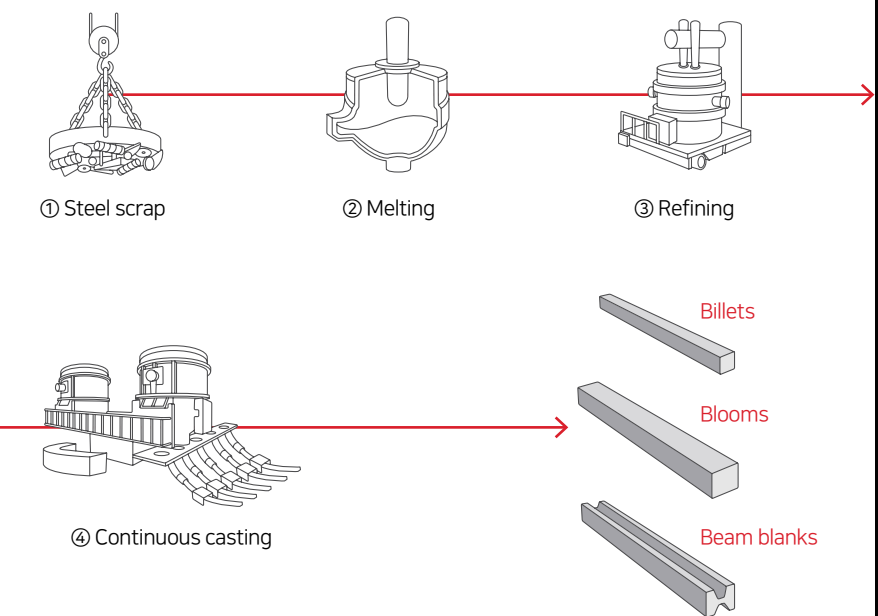 ① Steel scrap
② Melting
③ Refining
Billets
Blooms
④ Continuous casting
Beam blanks